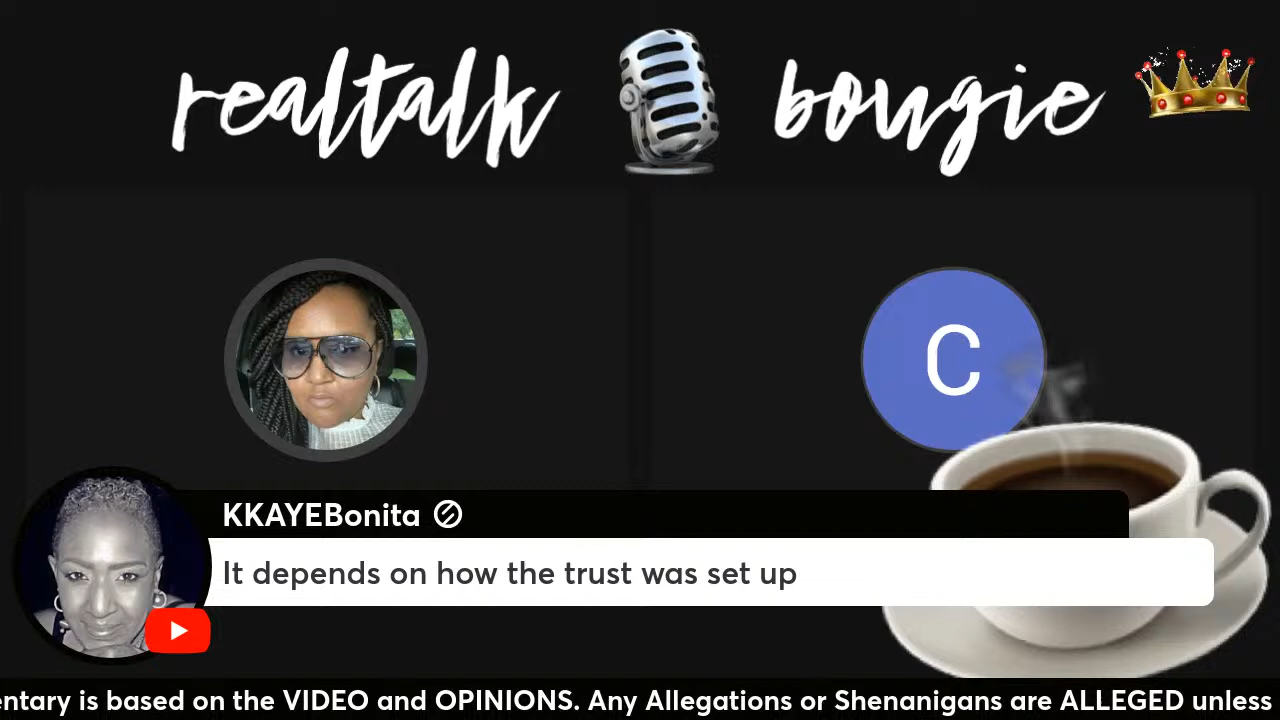 realtalk bougie
C
KKAYEBonita
It depends on how the trust was set up
entary is based on the VIDEO and OPINIONS. Any Allegations or Shenanigans are ALLEGED unless